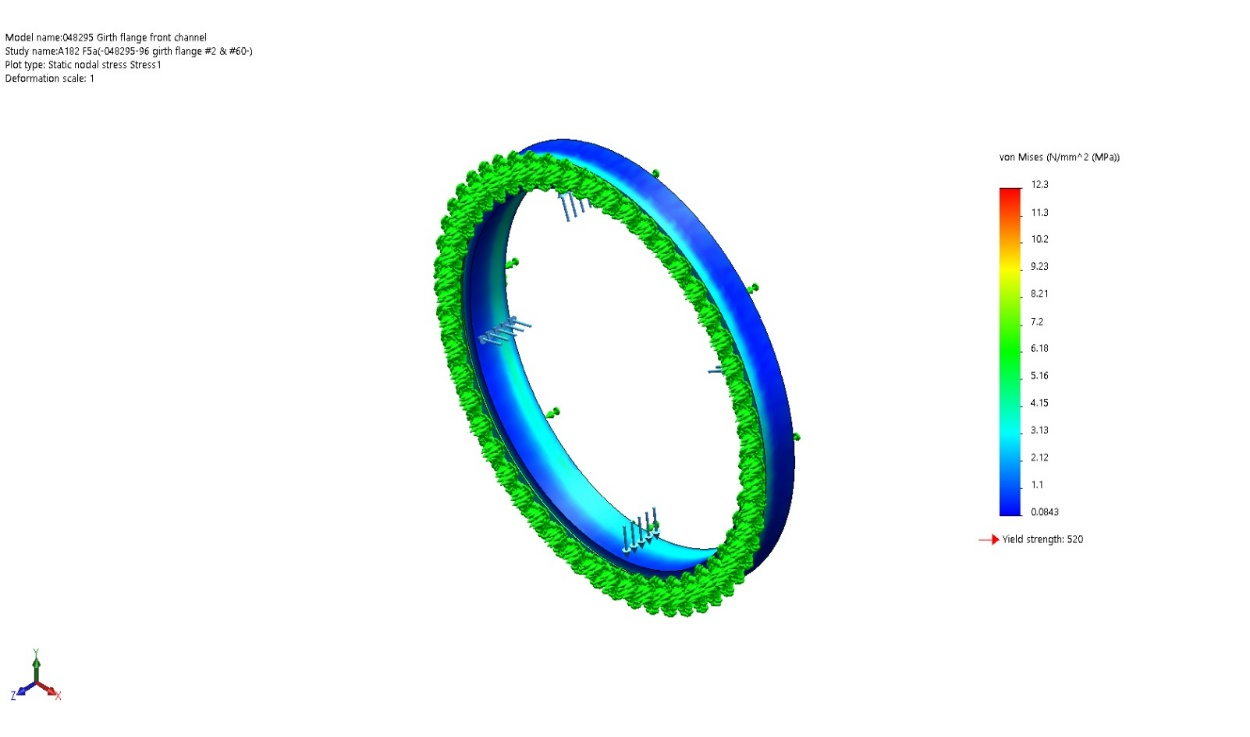 Model name:048295 Girth flange front channel
Study name:A182 F5a(-048295-96 girth flange #2 & #60-)
Plot type: Static nodal stress Stress1
Deformation scale: 1
von Mises (N/mm^2 (MPa))
12.3
11.3
10.2
9.23
8.21
7.2
6.18
5.16
4.15
3.13
2.12
1.1
0.0843
Yield strength: 520
Y
Z
X